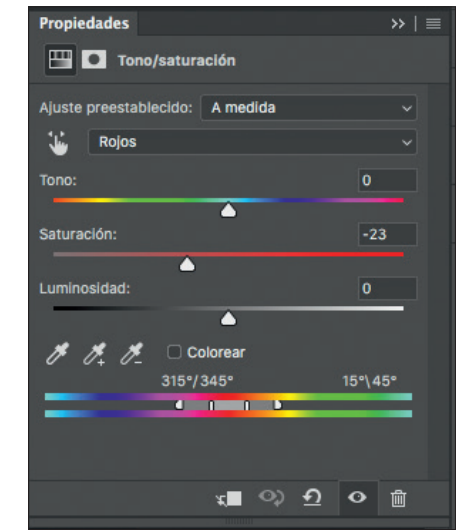 Propiedades
Tono/saturación
Ajuste preestablecido: A medida
Rojos
Tono: 0
Saturación: -23
Luminosidad: 0
Colorear
315°/345° 15°\45°